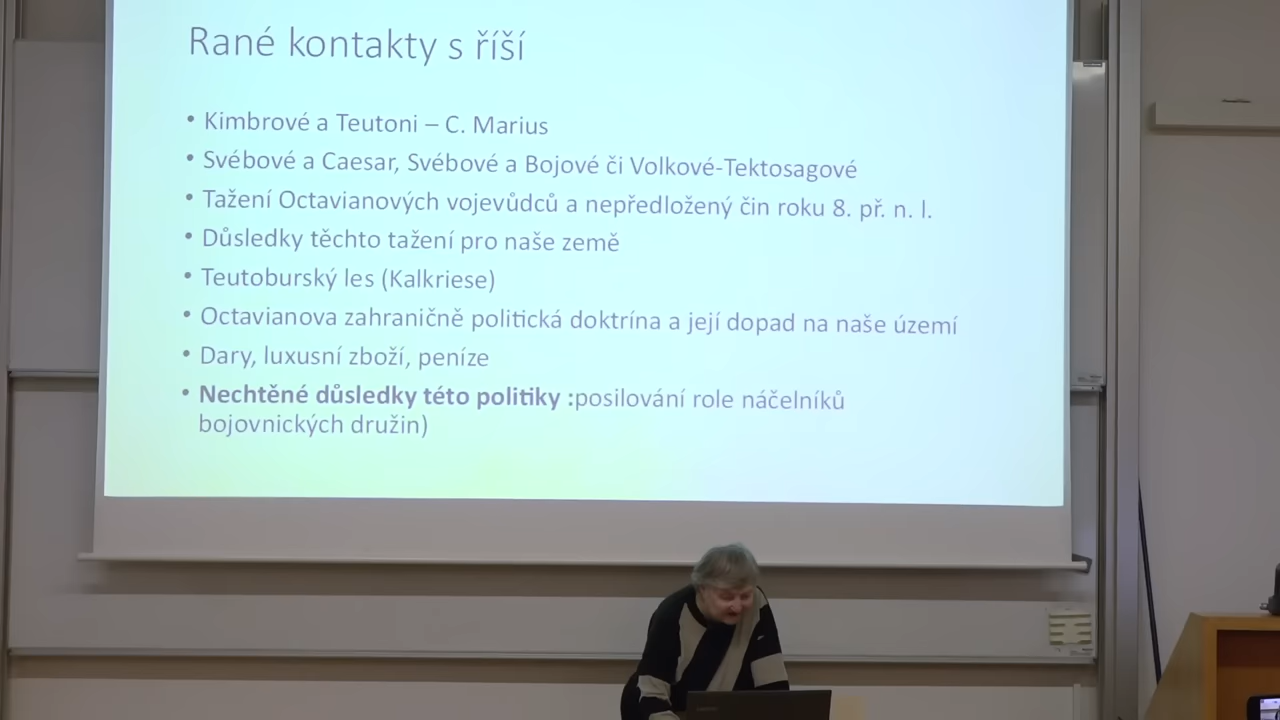 Rané kontakty s říší
• Kimbrové a Teutoni – C. Marius
• Svébové a Caesar, Svébové a Bojové či Volkové-Tektosagové
• Tažení Octavianových vojevůdců a nepředložený čin roku 8. př. n. l.
• Důsledky těchto tažení pro naše země
• Teutoburský les (Kalkriese)
• Octavianova zahraničně politická doktrína a její dopad na naše území
• Dary, luxusní zboží, peníze
• Nechtěné důsledky této politiky :posilování role náčelníků
bojovnických družin)